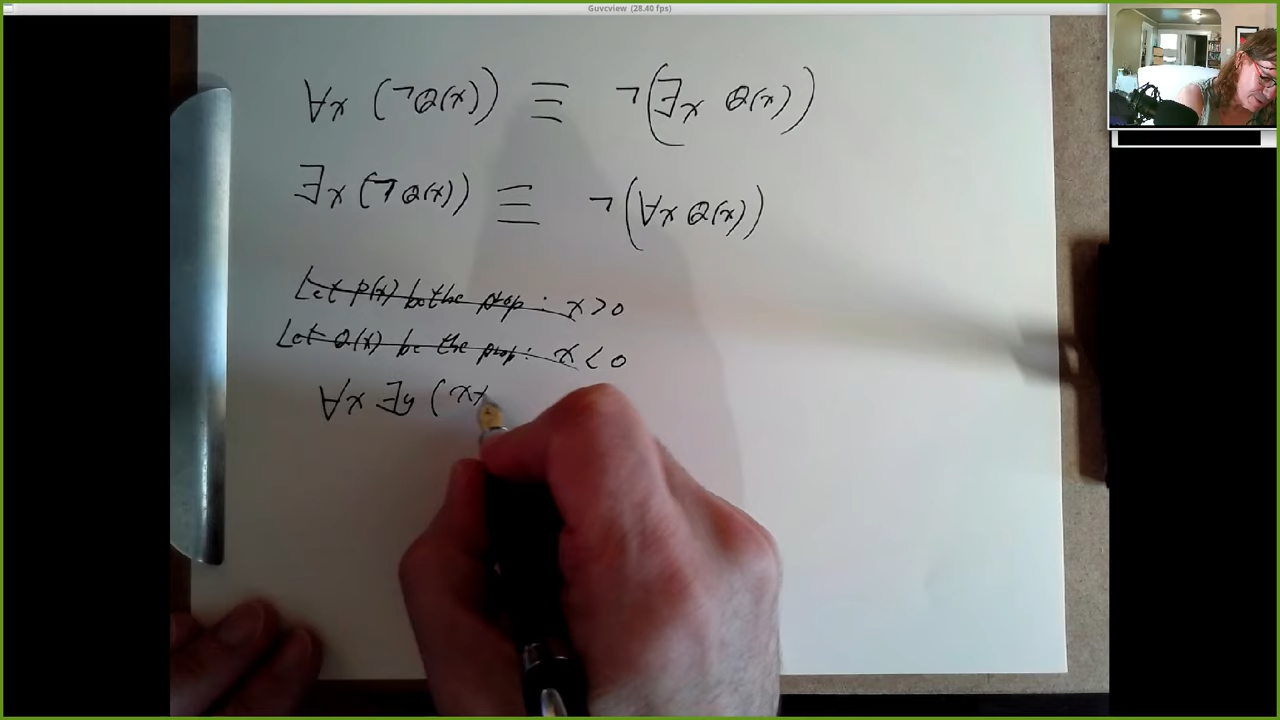 Guvcview (28.40 fps)
∀x (¬Q(x)) ≡ ¬(∃x Q(x))
∃x (¬Q(x)) ≡ ¬(∀x Q(x))
Let P(x) be the prop: x > 0
Let Q(x) be the prop: x < 0
∀x ∃y ( x+